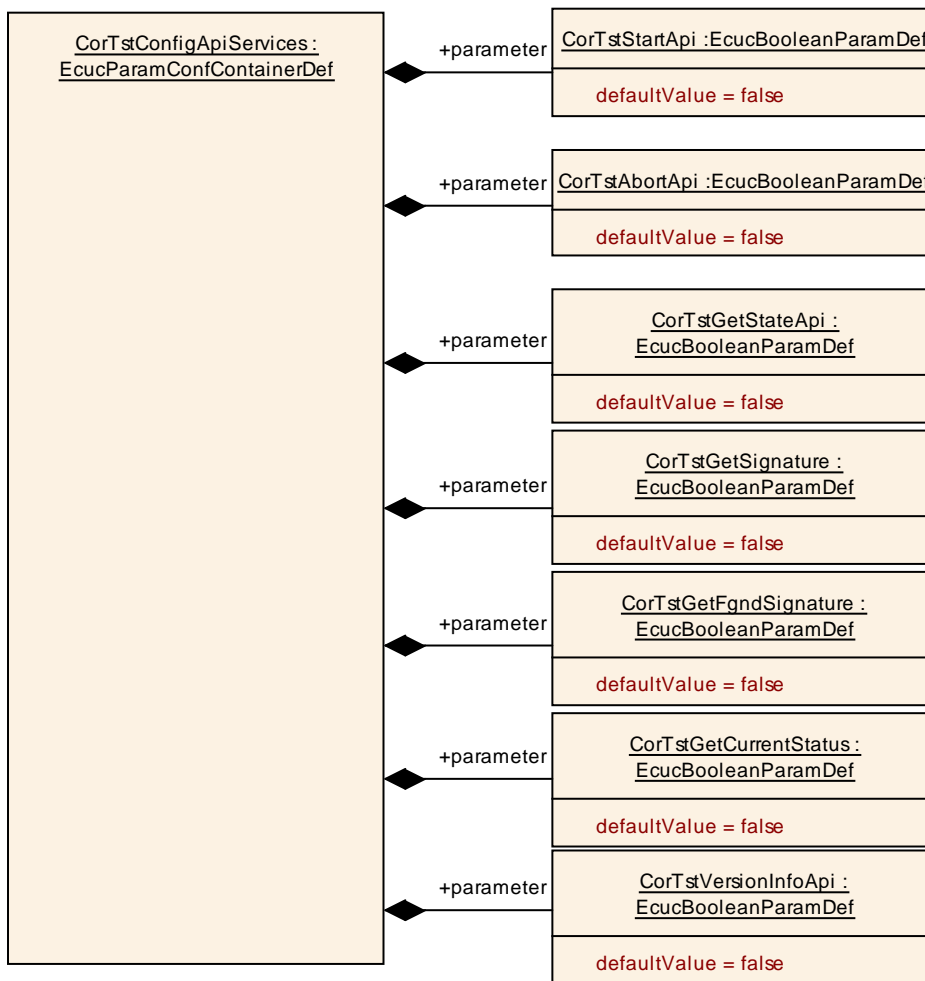 CorTstConfigApiServices :
EcucParamConfContainerDef
+parameter
CorTstStartApi :EcucBooleanParamDef
defaultValue = false
+parameter
CorTstAbortApi :EcucBooleanParamDef
defaultValue = false
+parameter
CorTstGetStateApi :
EcucBooleanParamDef
defaultValue = false
+parameter
CorTstGetSignature :
EcucBooleanParamDef
defaultValue = false
+parameter
CorTstGetFgndSignature :
EcucBooleanParamDef
defaultValue = false
+parameter
CorTstGetCurrentStatus :
EcucBooleanParamDef
defaultValue = false
+parameter
CorTstVersionInfoApi :
EcucBooleanParamDef
defaultValue = false